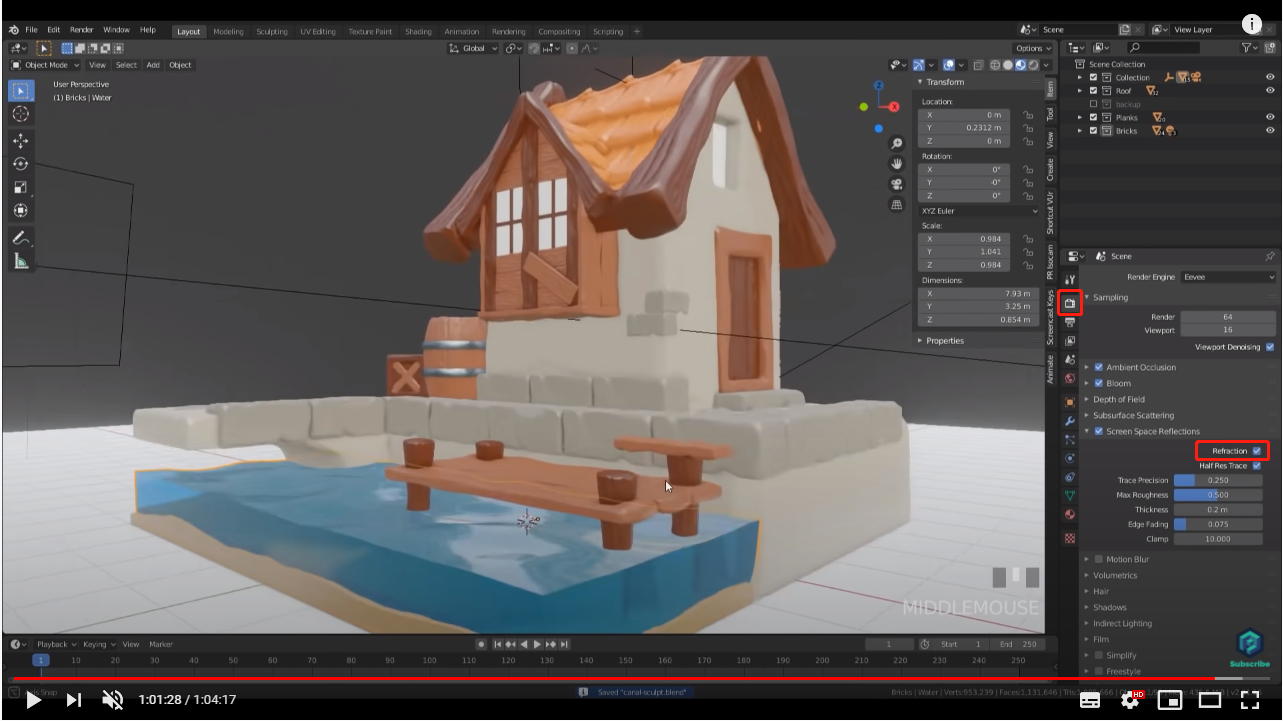 File Edit Render Window Help Layout Modeling Sculpting UV Editing Texture Paint Shading Animation Rendering Compositing Scripting + Scene View Layer
Global Options
Object Mode View Select Add Object
User Perspective
(1) Bricks | Water
Transform
Location:
X 0 m
Y 0.2312 m
Z 0 m
Rotation:
X 0°
Y -0°
Z 0°
XYZ Euler
Scale:
X 0.984
Y 1.041
Z 0.984
Dimensions:
X 7.93 m
Y 3.25 m
Z 0.854 m
Properties
Item
Tool
View
Create
Shortcut VUr
PR Isocam
Screencast Keys
Animate
Scene Collection
Collection
Roof
backup
Planks
Bricks
Scene
Render Engine Eevee
Sampling
Render 64
Viewport 16
Viewport Denoising
Ambient Occlusion
Bloom
Depth of Field
Subsurface Scattering
Screen Space Reflections
Refraction
Half Res Trace
Trace Precision 0.250
Max Roughness 0.500
Thickness 0.2 m
Edge Fading 0.075
Clamp 10.000
Motion Blur
Volumetrics
Hair
Shadows
Indirect Lighting
Film
Simplify
Freestyle
MIDDLEMOUSE
Subscribe
Playback Keying View Marker 1 Start 1 End 250
1 10 20 30 40 50 60 70 80 90 100 110 120 130 140 150 160 170 180 190 200 210 220 230 240 250
Axis Snap Saved "canal-sculpt.blend" Bricks | Water | Verts:953,239 | Faces:1,131,646
1:01:28 / 1:04:17
HD